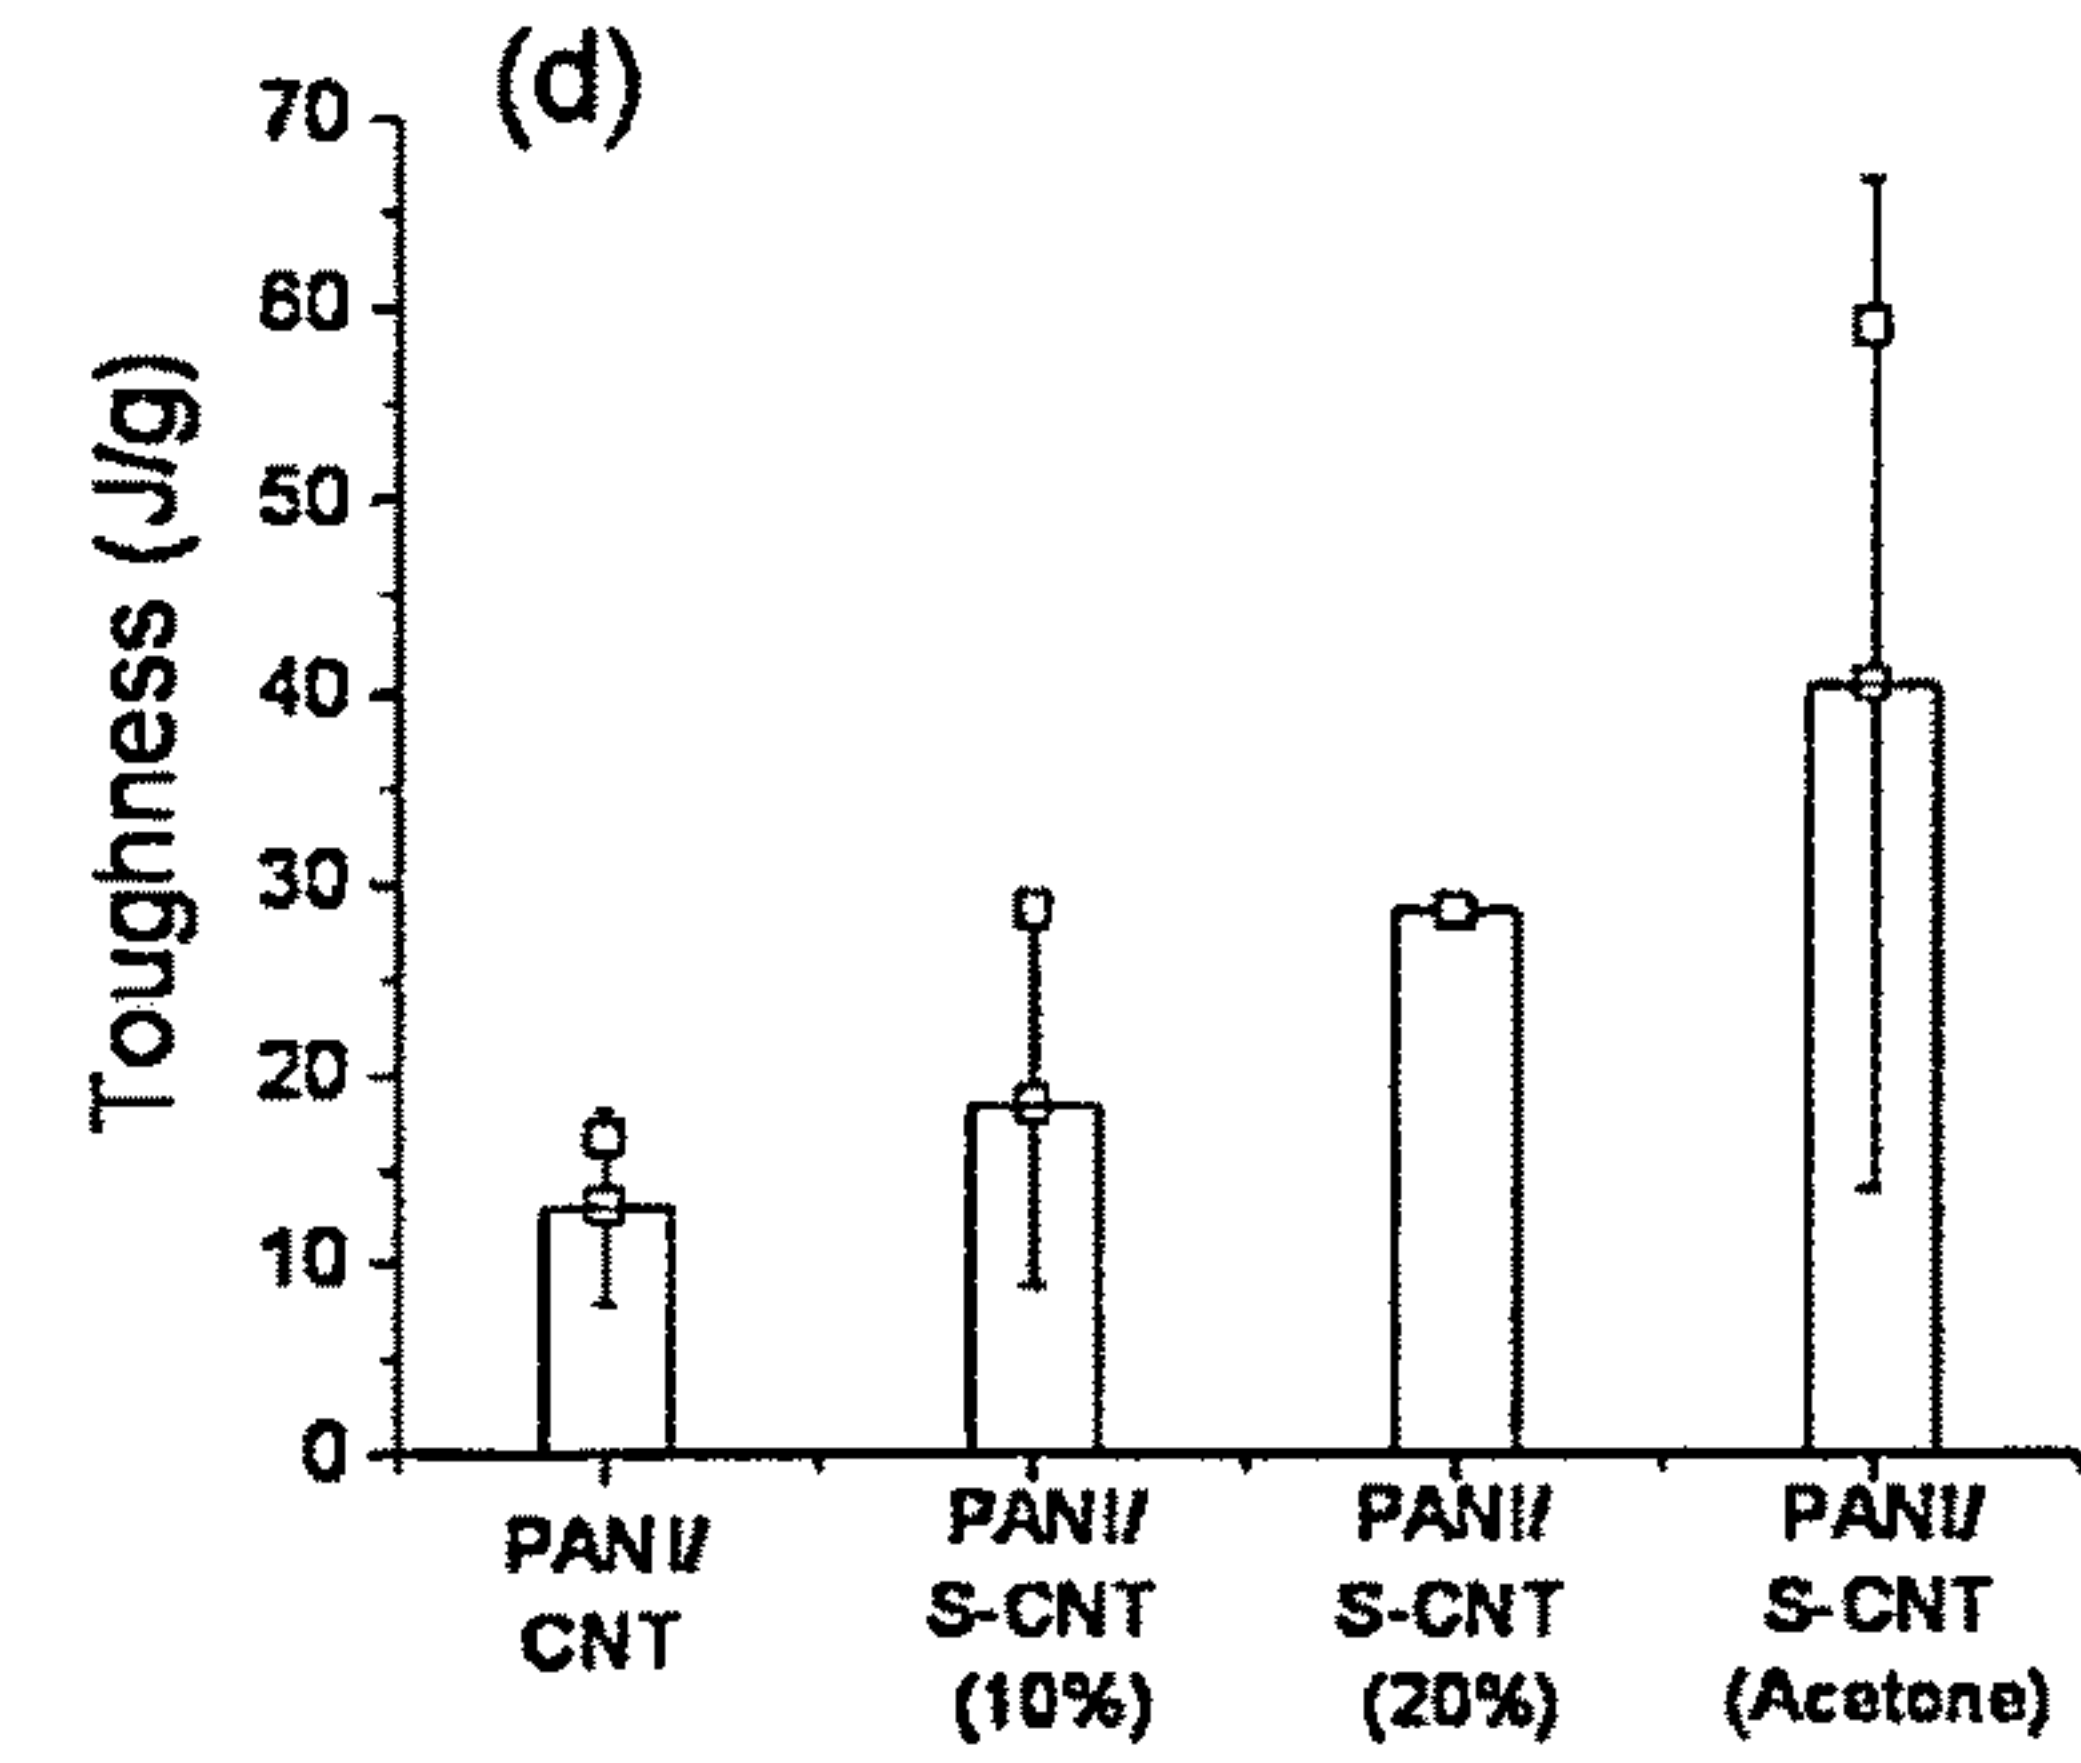 (d)
70
60
50
40
30
20
10
0
Toughness (J/g)
PANI/
CNT
PANI/
S-CNT
(10%)
PANI/
S-CNT
(20%)
PANI/
S-CNT
(Acetone)